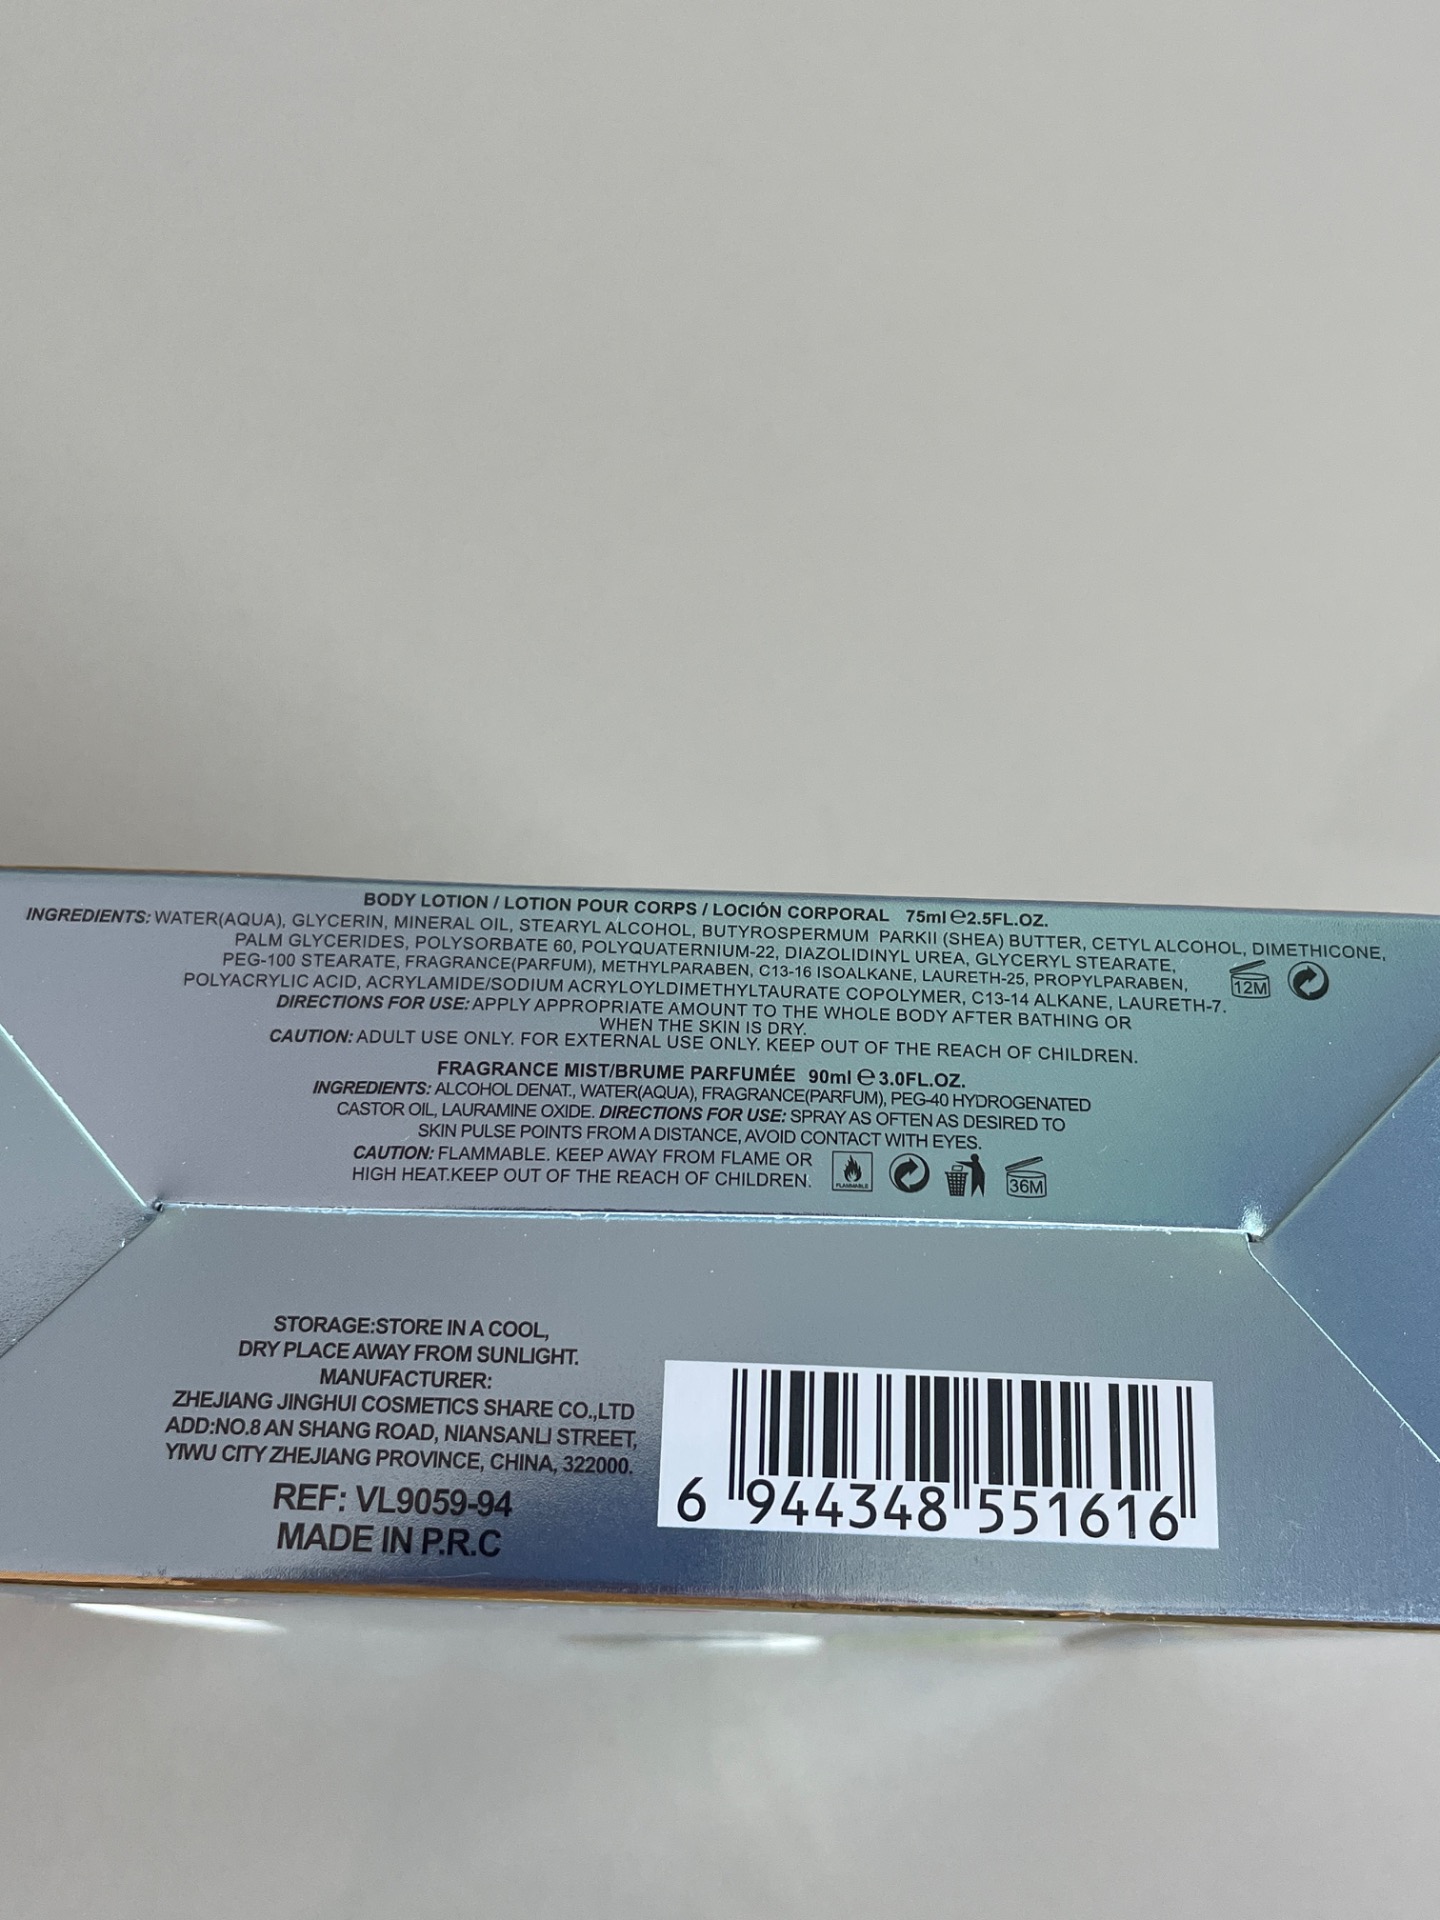 BODY LOTION / LOTION POUR CORPS / LOCIÓN CORPORAL 75ml ℮2.5FL.OZ.
INGREDIENTS: WATER(AQUA), GLYCERIN, MINERAL OIL, STEARYL ALCOHOL, BUTYROSPERMUM PARKII (SHEA) BUTTER, CETYL ALCOHOL, DIMETHICONE,
PALM GLYCERIDES, POLYSORBATE 60, POLYQUATERNIUM-22, DIAZOLIDINYL UREA, GLYCERYL STEARATE,
PEG-100 STEARATE, FRAGRANCE(PARFUM), METHYLPARABEN, C13-16 ISOALKANE, LAURETH-25, PROPYLPARABEN,
12M
POLYACRYLIC ACID, ACRYLAMIDE/SODIUM ACRYLOYLDIMETHYLTAURATE COPOLYMER, C13-14 ALKANE, LAURETH-7.
DIRECTIONS FOR USE: APPLY APPROPRIATE AMOUNT TO THE WHOLE BODY AFTER BATHING OR
WHEN THE SKIN IS DRY.
CAUTION: ADULT USE ONLY. FOR EXTERNAL USE ONLY. KEEP OUT OF THE REACH OF CHILDREN.
FRAGRANCE MIST/BRUME PARFUMÉE 90ml ℮3.0FL.OZ.
INGREDIENTS: ALCOHOL DENAT., WATER(AQUA), FRAGRANCE(PARFUM), PEG-40 HYDROGENATED
CASTOR OIL, LAURAMINE OXIDE. DIRECTIONS FOR USE: SPRAY AS OFTEN AS DESIRED TO
SKIN PULSE POINTS FROM A DISTANCE, AVOID CONTACT WITH EYES.
CAUTION: FLAMMABLE. KEEP AWAY FROM FLAME OR
HIGH HEAT.KEEP OUT OF THE REACH OF CHILDREN.
FLAMMABLE
36M
STORAGE:STORE IN A COOL,
DRY PLACE AWAY FROM SUNLIGHT.
MANUFACTURER:
ZHEJIANG JINGHUI COSMETICS SHARE CO.,LTD
ADD:NO.8 AN SHANG ROAD, NIANSANLI STREET,
YIWU CITY ZHEJIANG PROVINCE, CHINA, 322000.
REF: VL9059-94
MADE IN P.R.C
6 944348 551616